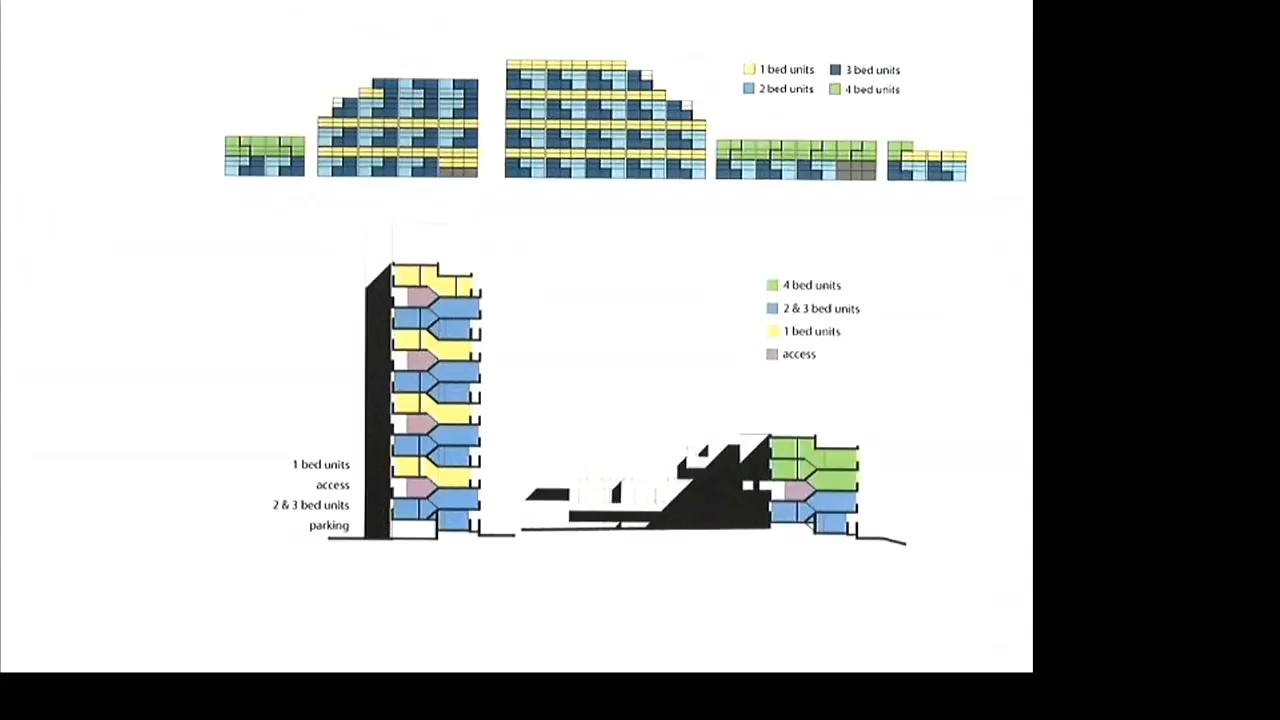 1 bed units 3 bed units
2 bed units 4 bed units
4 bed units
2 & 3 bed units
1 bed units
access
1 bed units
access
2 & 3 bed units
parking